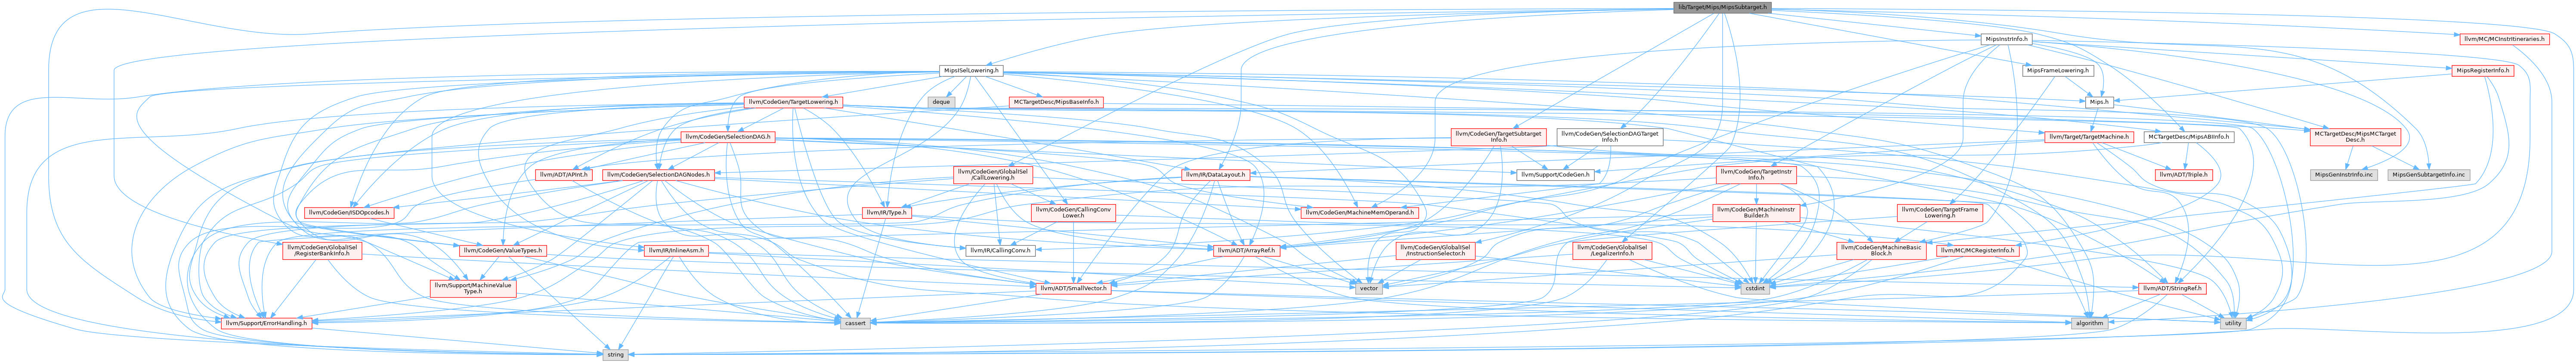 lib/Target/Mips/MipsSubtarget.h
MipsInstrInfo.h
llvm/MC/MCInstrItineraries.h
MipsISelLowering.h
MipsFrameLowering.h
MipsRegisterInfo.h
deque
llvm/CodeGen/TargetLowering.h
MCTargetDesc/MipsBaseInfo.h
Mips.h
llvm/CodeGen/SelectionDAG.h
llvm/CodeGen/TargetSubtarget
Info.h
llvm/CodeGen/SelectionDAGTarget
Info.h
llvm/Target/TargetMachine.h
MCTargetDesc/MipsABIInfo.h
MCTargetDesc/MipsMCTarget
Desc.h
llvm/ADT/APInt.h
llvm/CodeGen/SelectionDAGNodes.h
llvm/CodeGen/GlobalISel
/CallLowering.h
llvm/IR/DataLayout.h
llvm/Support/CodeGen.h
llvm/CodeGen/TargetInstr
Info.h
llvm/ADT/Triple.h
MipsGenInstrInfo.inc
MipsGenSubtargetInfo.inc
llvm/CodeGen/ISDOpcodes.h
llvm/IR/Type.h
llvm/CodeGen/CallingConv
Lower.h
llvm/CodeGen/MachineMemOperand.h
llvm/CodeGen/MachineInstr
Builder.h
llvm/CodeGen/TargetFrame
Lowering.h
llvm/CodeGen/GlobalISel
/RegisterBankInfo.h
llvm/CodeGen/ValueTypes.h
llvm/IR/InlineAsm.h
llvm/IR/CallingConv.h
llvm/ADT/ArrayRef.h
llvm/CodeGen/GlobalISel
/InstructionSelector.h
llvm/CodeGen/GlobalISel
/LegalizerInfo.h
llvm/CodeGen/MachineBasic
Block.h
llvm/MC/MCRegisterInfo.h
llvm/Support/MachineValue
Type.h
llvm/ADT/SmallVector.h
vector
cstdint
llvm/ADT/StringRef.h
llvm/Support/ErrorHandling.h
cassert
algorithm
utility
string